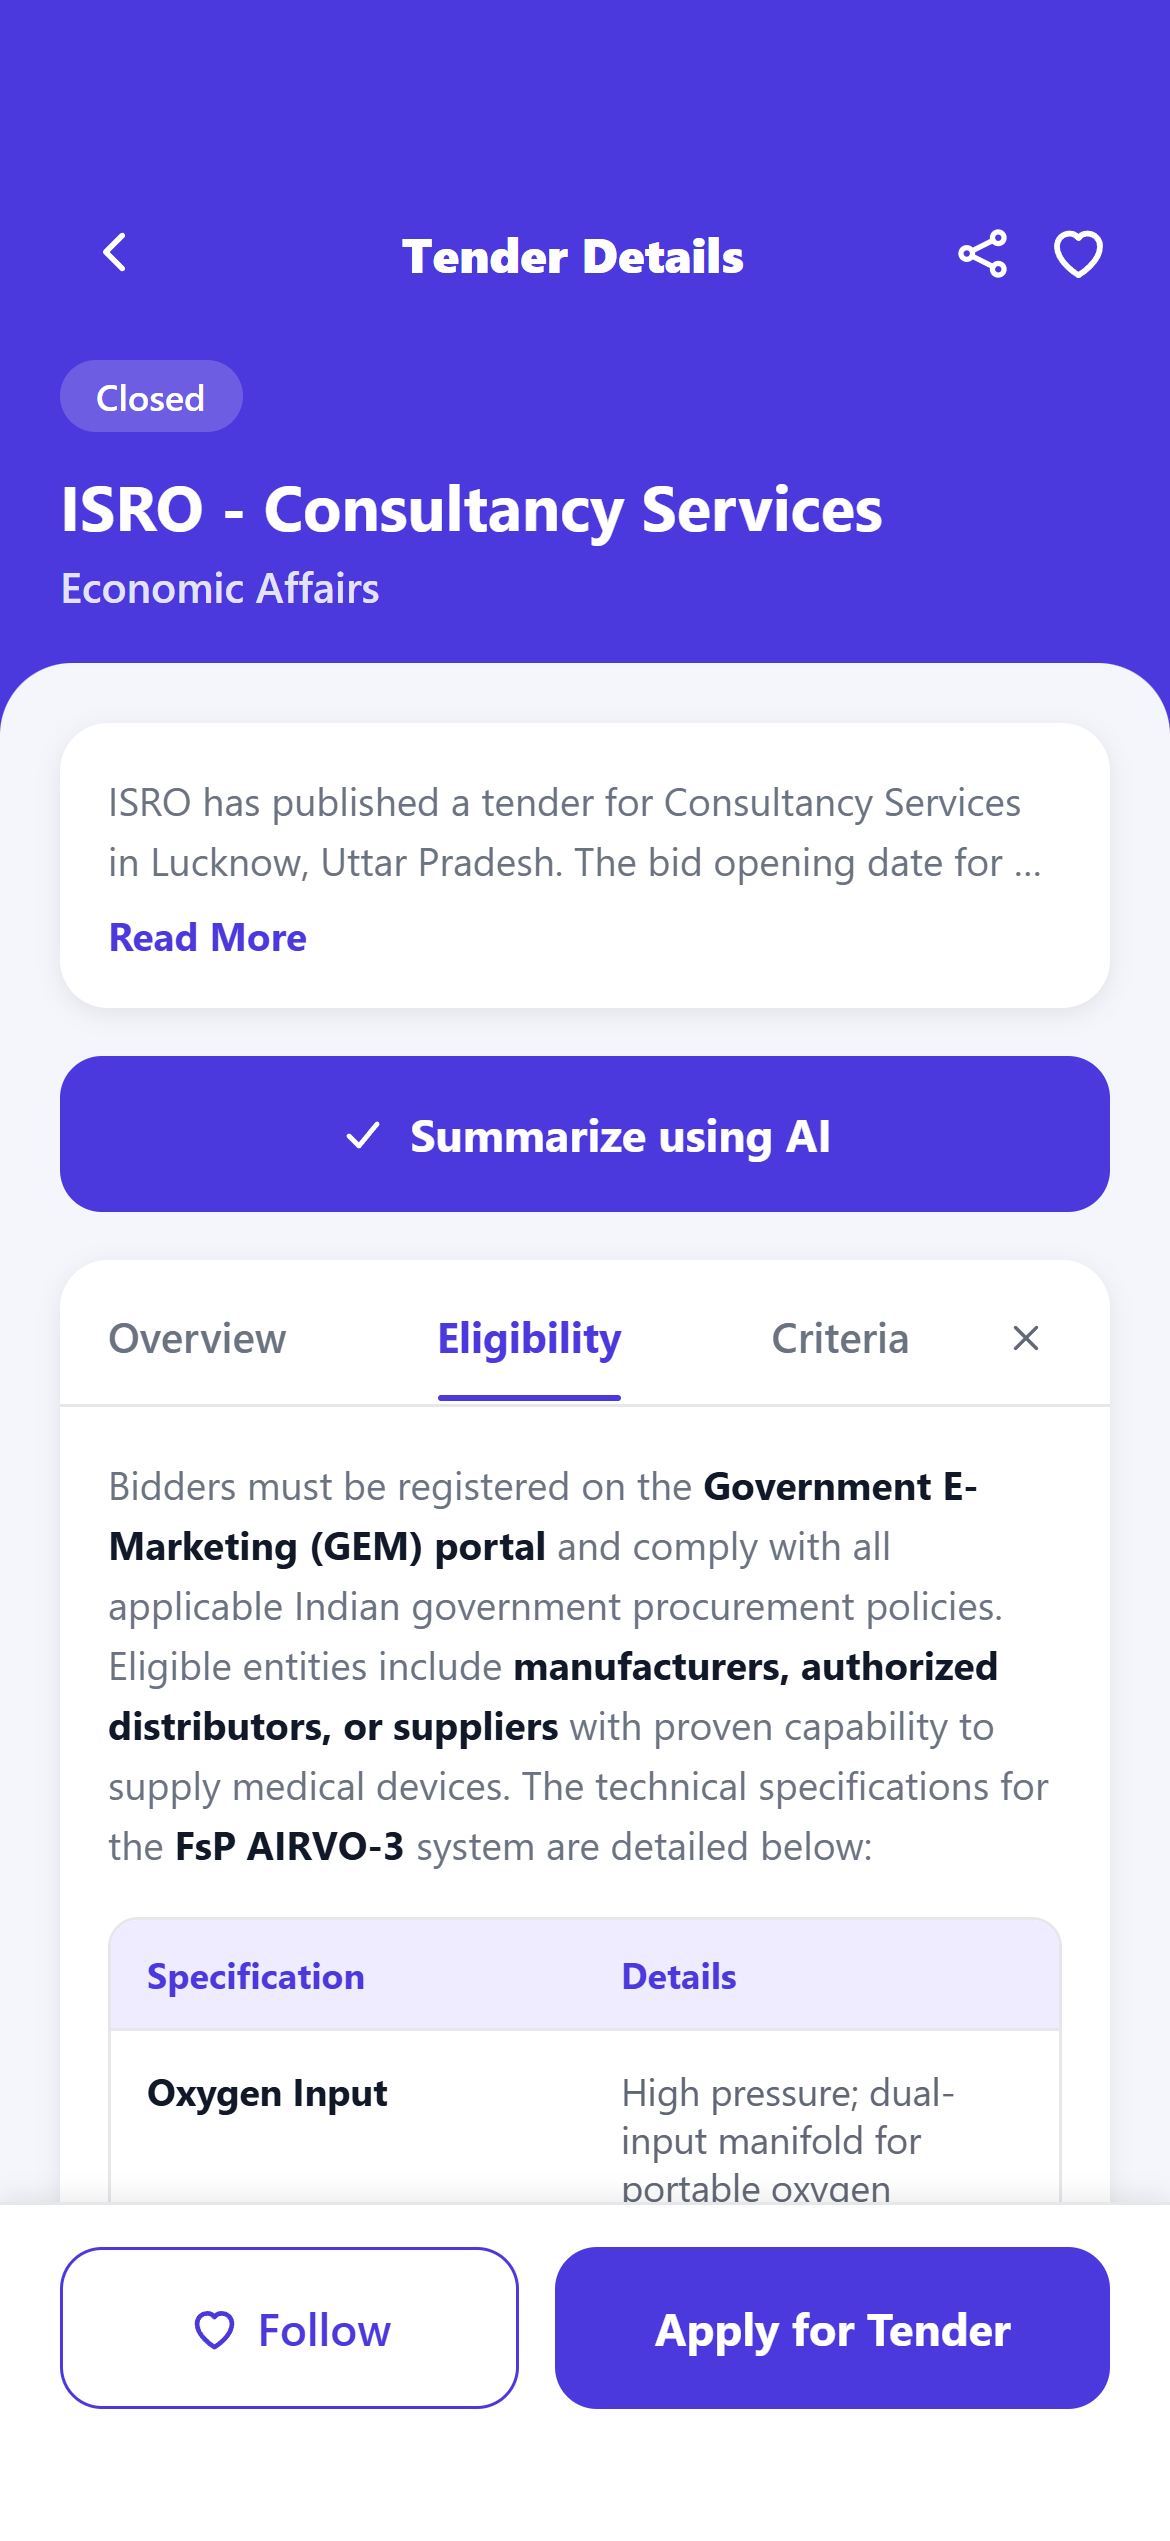 Tender Details
Closed
ISRO - Consultancy Services
Economic Affairs
ISRO has published a tender for Consultancy Services
in Lucknow, Uttar Pradesh. The bid opening date for ...
Read More
Summarize using AI
Overview Eligibility Criteria
Bidders must be registered on the Government E-
Marketing (GEM) portal and comply with all
applicable Indian government procurement policies.
Eligible entities include manufacturers, authorized
distributors, or suppliers with proven capability to
supply medical devices. The technical specifications for
the FsP AIRVO-3 system are detailed below:
Specification Details
Oxygen Input High pressure; dual-
input manifold for
portable oxygen
Follow Apply for Tender